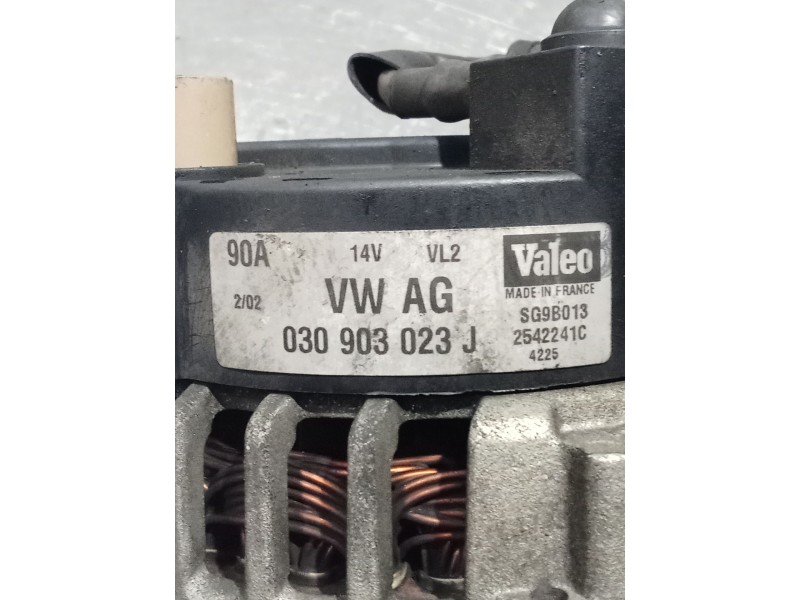 90A 14V VL2 Valeo
MADE IN FRANCE
2/02 VW AG SG9B013
030 903 023 J 2542241C
4225